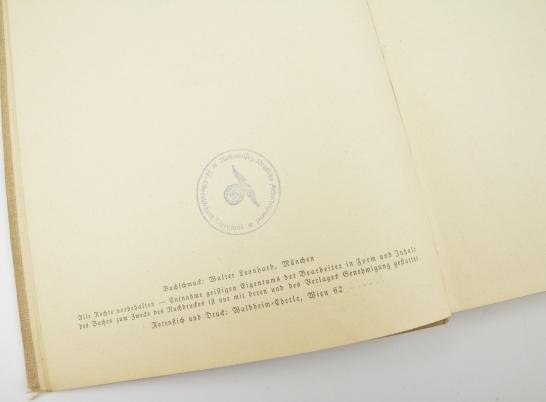 Buchschmuck: Walter Leonhard, München
Alle Rechte vorbehalten — Entnahme geistigen Eigentums der Bearbeiter in Form und Inhalt
des Buches zum Zwecke des Nachdruckes ist nur mit deren und des Verlages Genehmigung gestattet
Rotenstich und Druck: Waldheim-Eberle, Wien 62